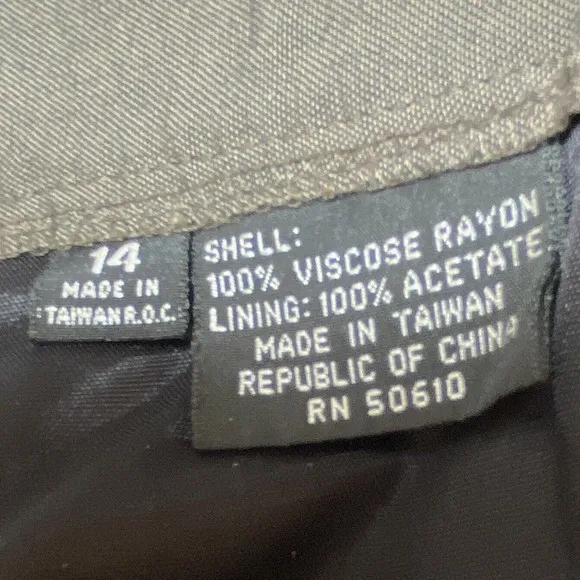 14
MADE IN
TAIWAN R.O.C.
SHELL:
100% VISCOSE RAYON
LINING: 100% ACETATE
MADE IN TAIWAN
REPUBLIC OF CHINA
RN 50610